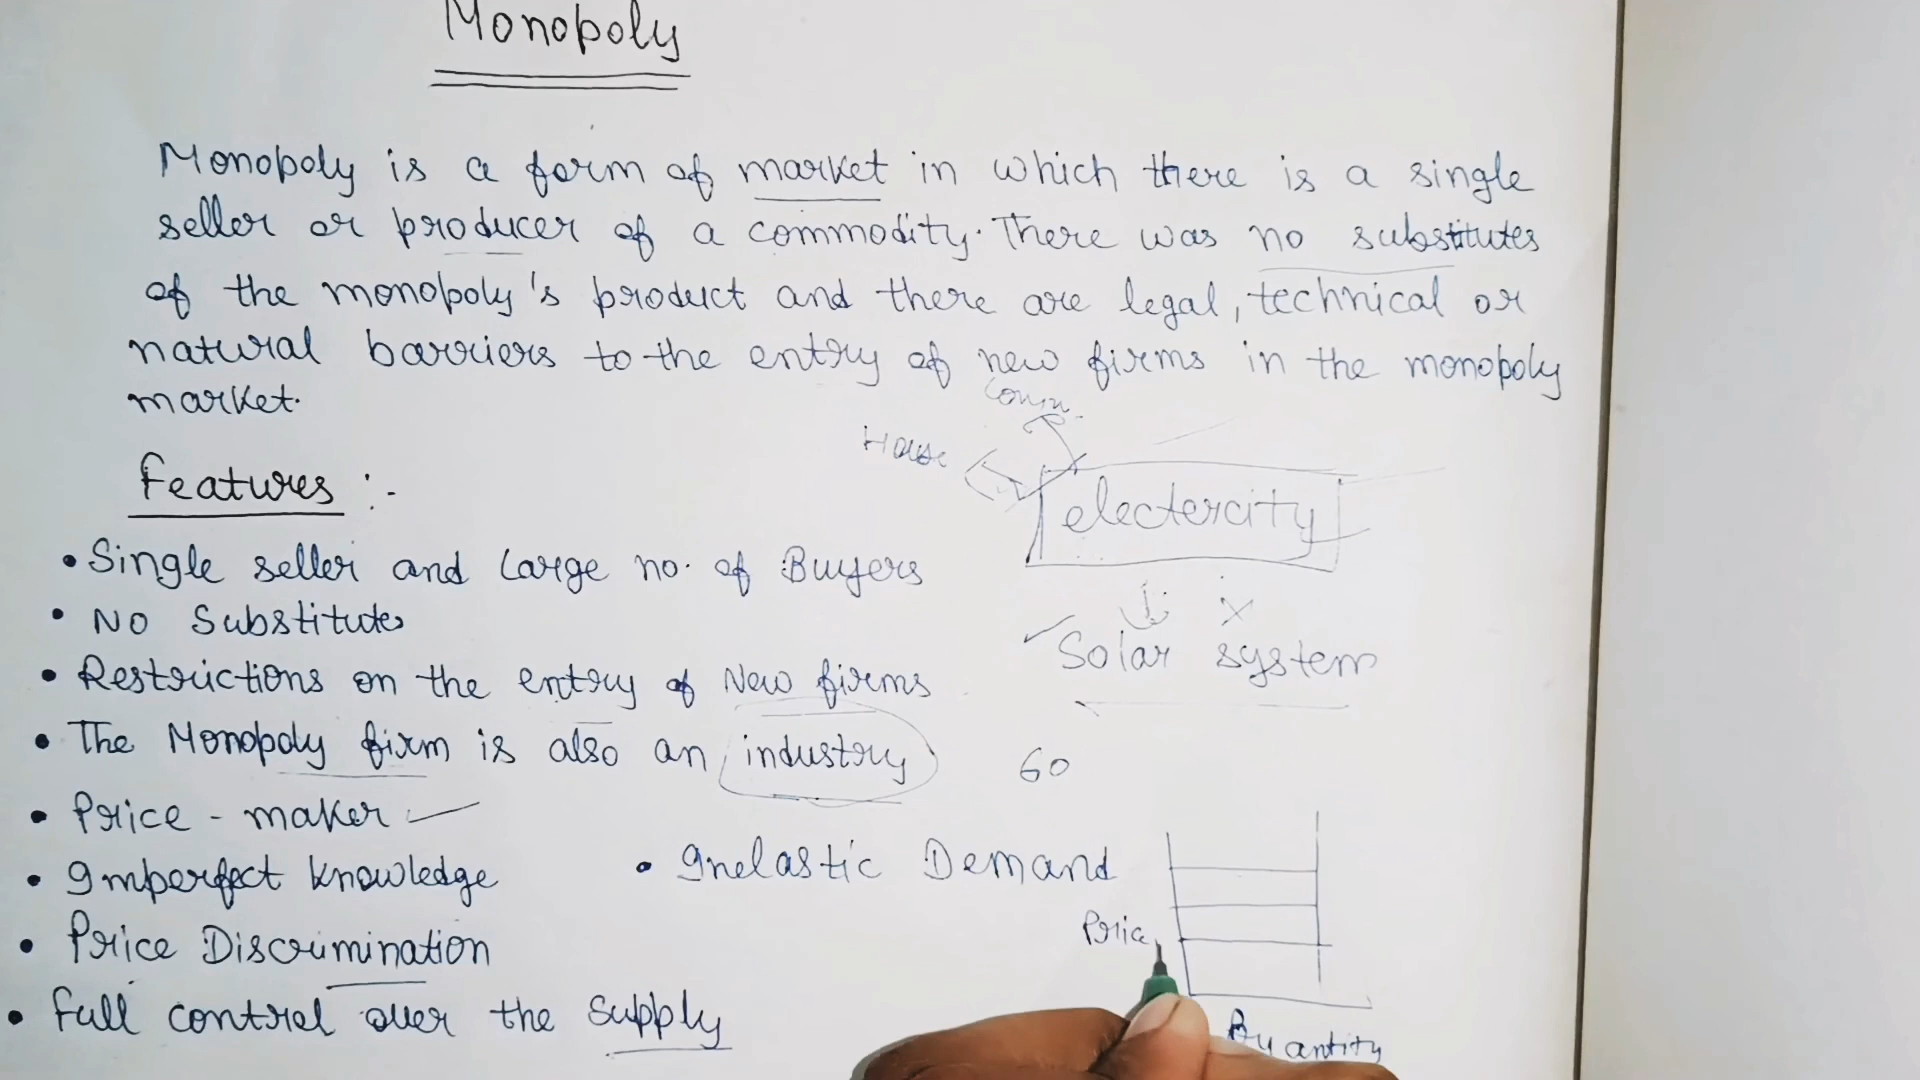 Monopoly
Monopoly is a form of market in which there is a single
seller or producer of a commodity. There was no substitutes
of the monopoly's product and there are legal, technical or
natural barriers to the entry of new firms in the monopoly
market.
Comm.
House
electercity
Features :-
• Single seller and Large no. of Buyers
• No Substitutes
Solar system
• Restrictions on the entry of New firms
• The Monopoly firm is also an industry
60
• Price - maker
• Imperfect Knowledge
• Inelastic Demand
• Price Discrimination
Price
• Full control over the supply
Quantity